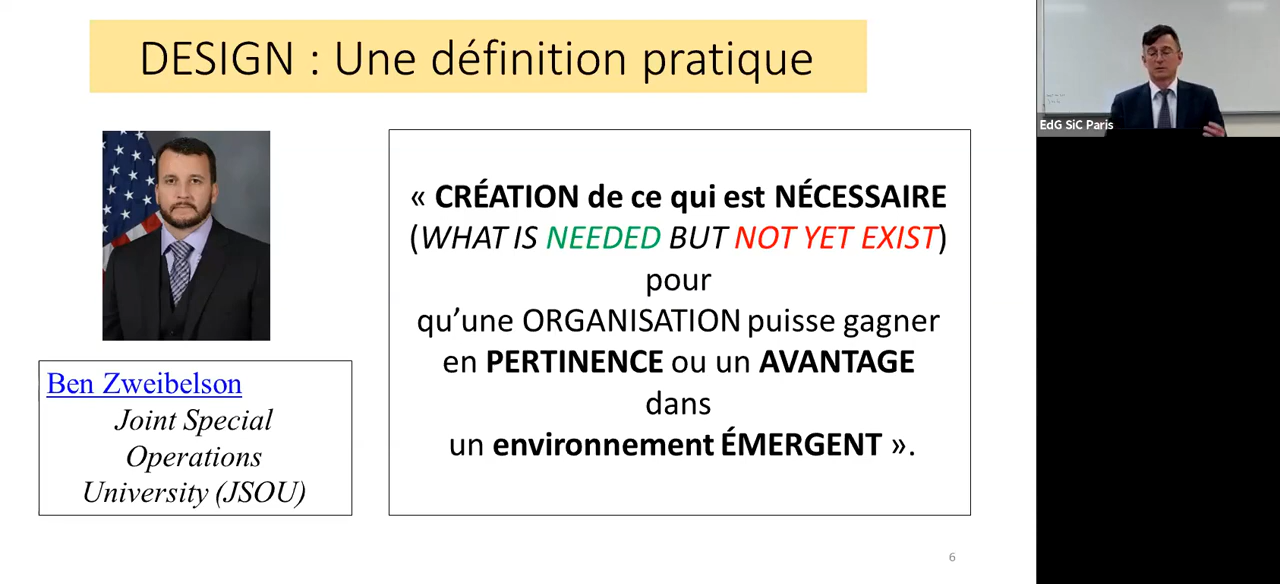 DESIGN : Une définition pratique
EdG SiC Paris
« CRÉATION de ce qui est NÉCESSAIRE
(WHAT IS NEEDED BUT NOT YET EXIST)
pour
qu’une ORGANISATION puisse gagner
en PERTINENCE ou un AVANTAGE
dans
un environnement ÉMERGENT ».
Ben Zweibelson
Joint Special
Operations
University (JSOU)
6